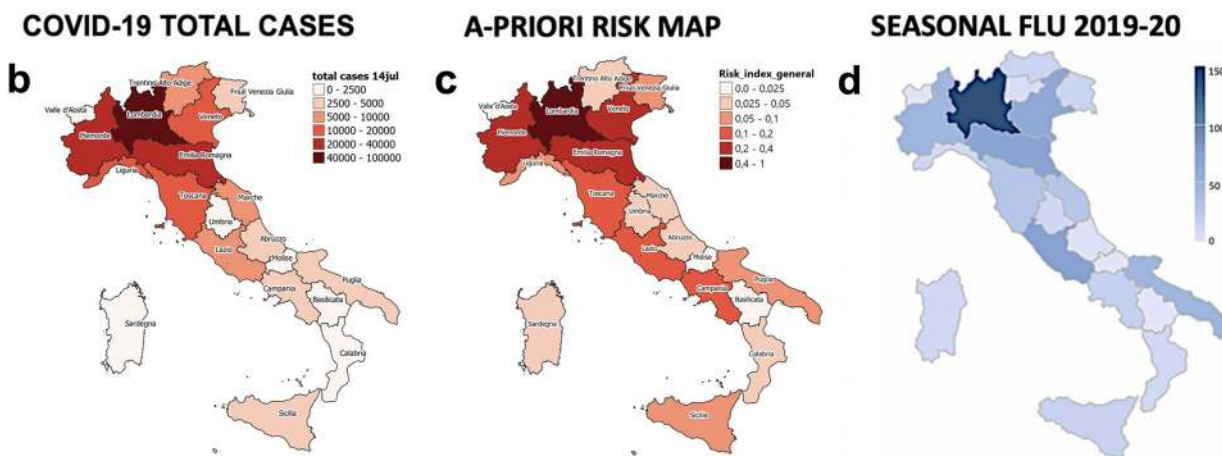 COVID-19 TOTAL CASES
b
total cases 14jul
0 - 2500
2500 - 5000
5000 - 10000
10000 - 20000
20000 - 40000
40000 - 100000
Trentino Alto Adige
Friuli Venezia Giulia
Valle d'Aosta
Lombardia
Veneto
Piemonte
Emilia Romagna
Liguria
Toscana
Marche
Umbria
Abruzzo
Lazio
Molise
Puglia
Campania
Basilicata
Sardegna
Calabria
Sicilia
A-PRIORI RISK MAP
c
Risk_index_general
0.0 - 0.025
0,025 - 0,05
0,05 - 0,1
0,1 - 0,2
0,2 - 0,4
0,4 - 1
Trentino Alto Adige
Friuli Venezia Giulia
Valle d'Aosta
Lombardia
Veneto
Piemonte
Emilia Romagna
Liguria
Toscana
Marche
Umbria
Abruzzo
Lazio
Molise
Puglia
Campania
Basilicata
Sardegna
Calabria
Sicilia
SEASONAL FLU 2019-20
d
150
100
50
0